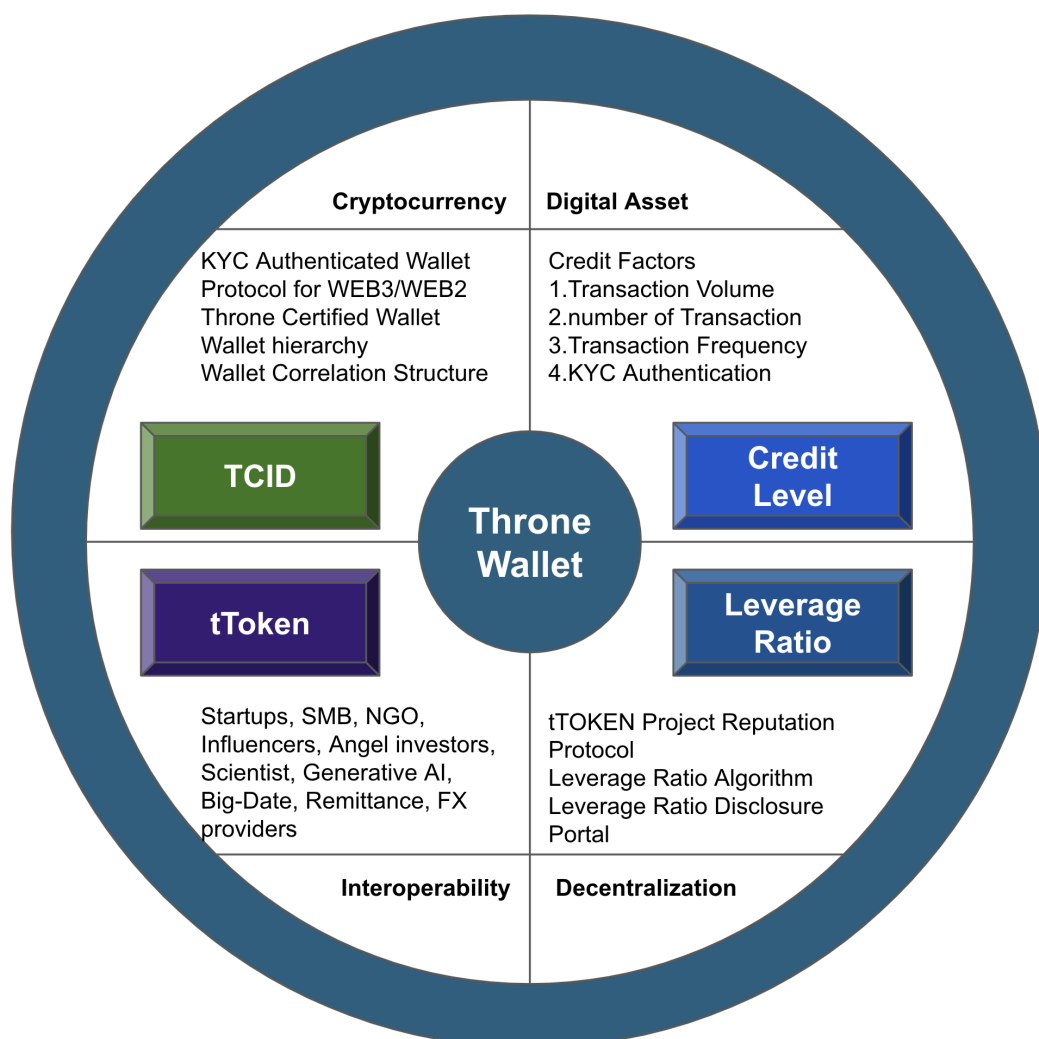 Cryptocurrency
Digital Asset
KYC Authenticated Wallet
Protocol for WEB3/WEB2
Throne Certified Wallet
Wallet hierarchy
Wallet Correlation Structure
Credit Factors
1.Transaction Volume
2.number of Transaction
3.Transaction Frequency
4.KYC Authentication
TCID
Credit
Level
Throne
Wallet
tToken
Leverage
Ratio
Startups, SMB, NGO,
Influencers, Angel investors,
Scientist, Generative AI,
Big-Date, Remittance, FX
providers
tTOKEN Project Reputation
Protocol
Leverage Ratio Algorithm
Leverage Ratio Disclosure
Portal
Interoperability
Decentralization